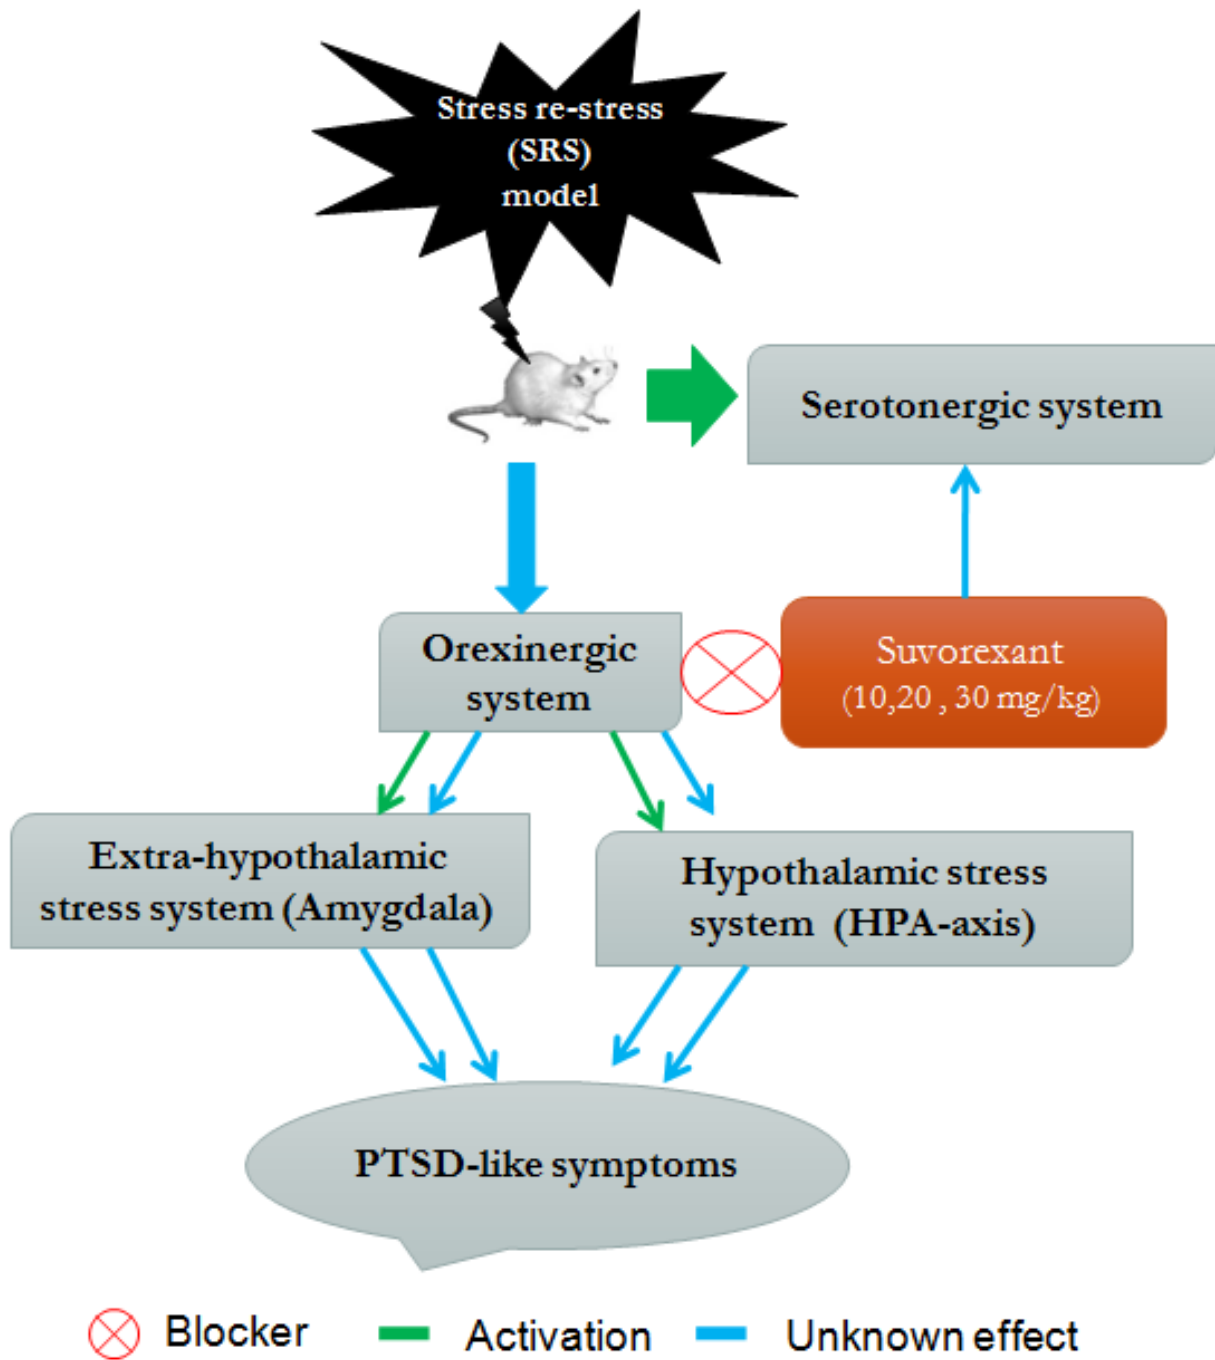 Stress re-stress
(SRS)
model
Serotonergic system
Orexinergic
system
Suvorexant
(10,20 , 30 mg/kg)
Extra-hypothalamic
stress system (Amygdala)
Hypothalamic stress
system (HPA-axis)
PTSD-like symptoms
Blocker
Activation
Unknown effect